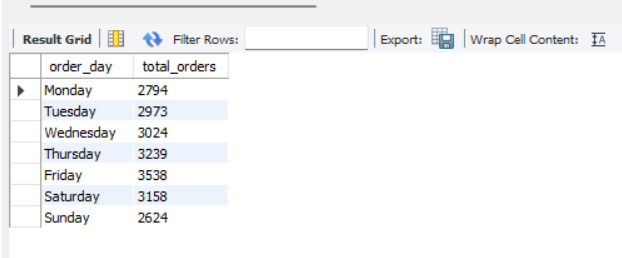 Result Grid Filter Rows: Export: Wrap Cell Content: IA
order_day total_orders
Monday 2794
Tuesday 2973
Wednesday 3024
Thursday 3239
Friday 3538
Saturday 3158
Sunday 2624